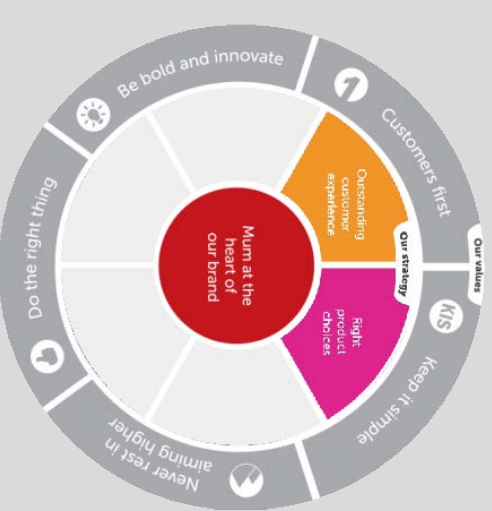 Our values
Our strategy
Customers first
1
Keep it simple
KIS
Never rest in
aiming higher
Do the right thing
Be bold and innovate
Outstanding
customer
experience
Right
product
choices
Mum at the
heart of
our brand